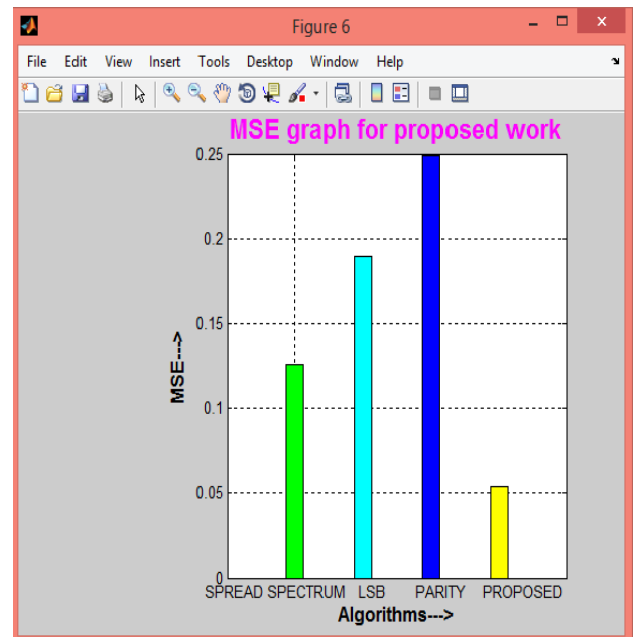 Figure 6
File Edit View Insert Tools Desktop Window Help
MSE graph for proposed work
0.25
0.2
0.15
0.1
0.05
0
MSE--->
SPREAD SPECTRUM LSB PARITY PROPOSED
Algorithms--->